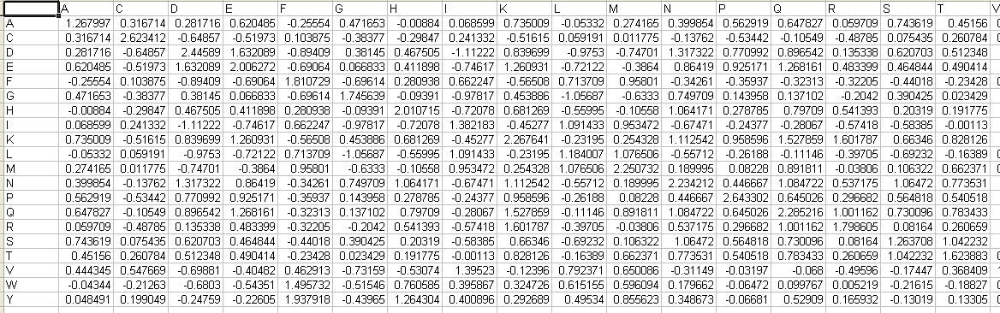 A C D E F G H I K L M N P Q R S T V
A 1.267997 0.316714 0.281716 0.620485 -0.25554 0.471653 -0.00884 0.068599 0.735009 -0.05332 0.274165 0.399854 0.562919 0.647827 0.059709 0.743619 0.45156
C 0.316714 2.623412 -0.64857 -0.51973 0.103875 -0.38377 -0.29847 0.241332 -0.51615 0.059191 0.011775 -0.13762 -0.53442 -0.10549 -0.48785 0.075435 0.260784
D 0.281716 -0.64857 2.44589 1.632089 -0.89409 0.38145 0.467505 -1.11222 0.839699 -0.9753 -0.74701 1.317322 0.770992 0.896542 0.135338 0.620703 0.512348
E 0.620485 -0.51973 1.632089 2.006272 -0.69064 0.066833 0.411898 -0.74617 1.260931 -0.72122 -0.3864 0.86419 0.925171 1.268161 0.483399 0.464844 0.490414
F -0.25554 0.103875 -0.89409 -0.69064 1.810729 -0.69614 0.280938 0.662247 -0.56508 0.713709 0.95801 -0.34261 -0.35937 -0.32313 -0.32205 -0.44018 -0.23428
G 0.471653 -0.38377 0.38145 0.066833 -0.69614 1.745639 -0.09391 -0.97817 0.453886 -1.05687 -0.6333 0.749709 0.143958 0.137102 -0.2042 0.390425 0.023429
H -0.00884 -0.29847 0.467505 0.411898 0.280938 -0.09391 2.010715 -0.72078 0.681269 -0.55995 -0.10558 1.064171 0.278785 0.79709 0.541393 0.20319 0.191775
I 0.068599 0.241332 -1.11222 -0.74617 0.662247 -0.97817 -0.72078 1.382183 -0.45277 1.091433 0.953472 -0.67471 -0.24377 -0.28067 -0.57418 -0.58385 -0.00113
K 0.735009 -0.51615 0.839699 1.260931 -0.56508 0.453886 0.681269 -0.45277 2.267641 -0.23195 0.254328 1.112542 0.958596 1.527859 1.601787 0.66346 0.828126
L -0.05332 0.059191 -0.9753 -0.72122 0.713709 -1.05687 -0.55995 1.091433 -0.23195 1.184007 1.076506 -0.55712 -0.26188 -0.11146 -0.39705 -0.69232 -0.16389
M 0.274165 0.011775 -0.74701 -0.3864 0.95801 -0.6333 -0.10558 0.953472 0.254328 1.076506 2.250732 0.189995 0.08228 0.891811 -0.03806 0.106322 0.662371
N 0.399854 -0.13762 1.317322 0.86419 -0.34261 0.749709 1.064171 -0.67471 1.112542 -0.55712 0.189995 2.234212 0.446667 1.084722 0.537175 1.06472 0.773531
P 0.562919 -0.53442 0.770992 0.925171 -0.35937 0.143958 0.278785 -0.24377 0.958596 -0.26188 0.08228 0.446667 2.643302 0.645026 0.296682 0.564818 0.540518
Q 0.647827 -0.10549 0.896542 1.268161 -0.32313 0.137102 0.79709 -0.28067 1.527859 -0.11146 0.891811 1.084722 0.645026 2.285216 1.001162 0.730096 0.783433
R 0.059709 -0.48785 0.135338 0.483399 -0.32205 -0.2042 0.541393 -0.57418 1.601787 -0.39705 -0.03806 0.537175 0.296682 1.001162 1.798605 0.08164 0.260659
S 0.743619 0.075435 0.620703 0.464844 -0.44018 0.390425 0.20319 -0.58385 0.66346 -0.69232 0.106322 1.06472 0.564818 0.730096 0.08164 1.263708 1.042232
T 0.45156 0.260784 0.512348 0.490414 -0.23428 0.023429 0.191775 -0.00113 0.828126 -0.16389 0.662371 0.773531 0.540518 0.783433 0.260659 1.042232 1.623883
V 0.444345 0.547669 -0.69881 -0.40482 0.462913 -0.73159 -0.53074 1.39523 -0.12396 0.792371 0.650086 -0.31149 -0.03197 -0.068 -0.49596 -0.17447 0.368409
W -0.04344 -0.21263 -0.6803 -0.54351 1.495732 -0.51546 0.760585 0.395867 0.324726 0.615155 0.596094 0.179662 -0.06472 0.099767 0.005219 -0.21615 -0.18827
Y 0.048491 0.199049 -0.24759 -0.22605 1.937918 -0.43965 1.264304 0.400896 0.292689 0.49534 0.855623 0.348673 -0.06681 0.52909 0.165932 -0.13019 0.13305